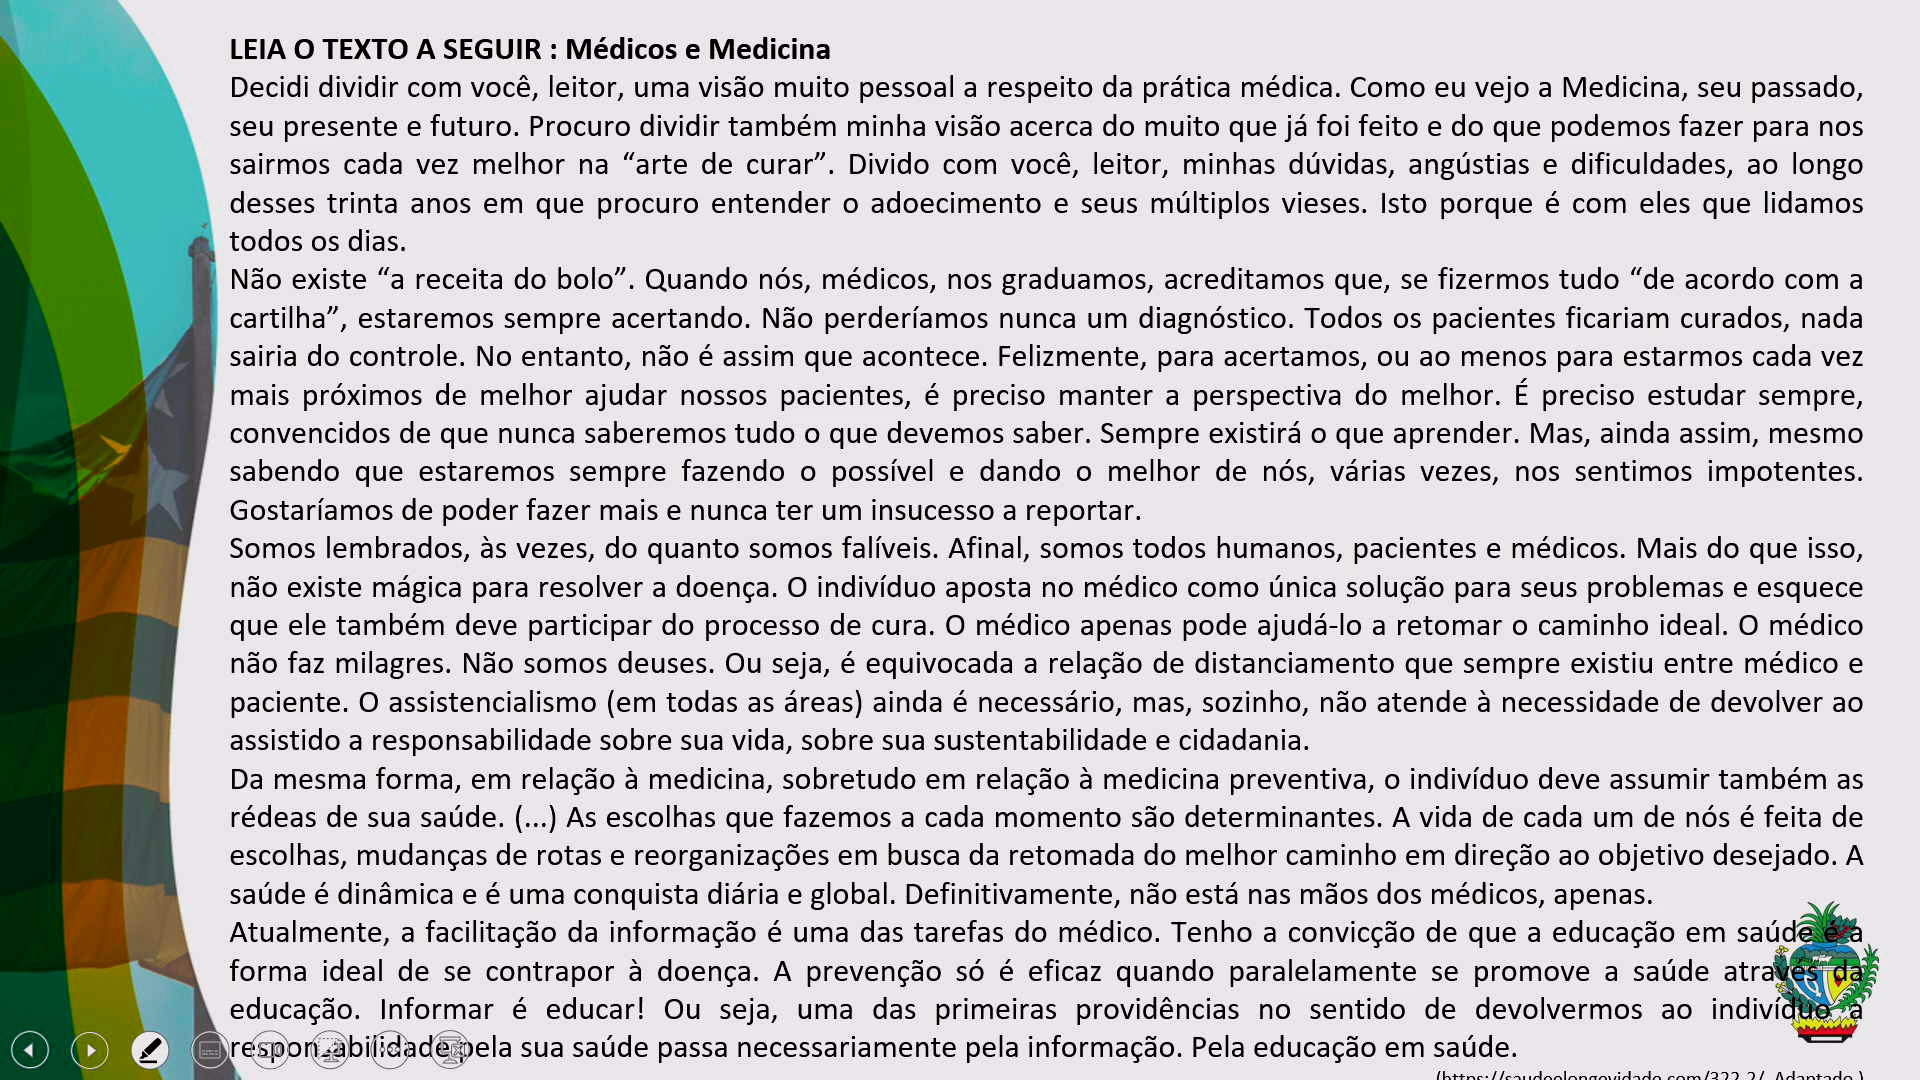 LEIA O TEXTO A SEGUIR : Médicos e Medicina
Decidi dividir com você, leitor, uma visão muito pessoal a respeito da prática médica. Como eu vejo a Medicina, seu passado,
seu presente e futuro. Procuro dividir também minha visão acerca do muito que já foi feito e do que podemos fazer para nos
sairmos cada vez melhor na “arte de curar”. Divido com você, leitor, minhas dúvidas, angústias e dificuldades, ao longo
desses trinta anos em que procuro entender o adoecimento e seus múltiplos vieses. Isto porque é com eles que lidamos
todos os dias.
Não existe “a receita do bolo”. Quando nós, médicos, nos graduamos, acreditamos que, se fizermos tudo “de acordo com a
cartilha”, estaremos sempre acertando. Não perderíamos nunca um diagnóstico. Todos os pacientes ficariam curados, nada
sairia do controle. No entanto, não é assim que acontece. Felizmente, para acertamos, ou ao menos para estarmos cada vez
mais próximos de melhor ajudar nossos pacientes, é preciso manter a perspectiva do melhor. É preciso estudar sempre,
convencidos de que nunca saberemos tudo o que devemos saber. Sempre existirá o que aprender. Mas, ainda assim, mesmo
sabendo que estaremos sempre fazendo o possível e dando o melhor de nós, várias vezes, nos sentimos impotentes.
Gostaríamos de poder fazer mais e nunca ter um insucesso a reportar.
Somos lembrados, às vezes, do quanto somos falíveis. Afinal, somos todos humanos, pacientes e médicos. Mais do que isso,
não existe mágica para resolver a doença. O indivíduo aposta no médico como única solução para seus problemas e esquece
que ele também deve participar do processo de cura. O médico apenas pode ajudá-lo a retomar o caminho ideal. O médico
não faz milagres. Não somos deuses. Ou seja, é equivocada a relação de distanciamento que sempre existiu entre médico e
paciente. O assistencialismo (em todas as áreas) ainda é necessário, mas, sozinho, não atende à necessidade de devolver ao
assistido a responsabilidade sobre sua vida, sobre sua sustentabilidade e cidadania.
Da mesma forma, em relação à medicina, sobretudo em relação à medicina preventiva, o indivíduo deve assumir também as
rédeas de sua saúde. (...) As escolhas que fazemos a cada momento são determinantes. A vida de cada um de nós é feita de
escolhas, mudanças de rotas e reorganizações em busca da retomada do melhor caminho em direção ao objetivo desejado. A
saúde é dinâmica e é uma conquista diária e global. Definitivamente, não está nas mãos dos médicos, apenas.
Atualmente, a facilitação da informação é uma das tarefas do médico. Tenho a convicção de que a educação em saúde é a
forma ideal de se contrapor à doença. A prevenção só é eficaz quando paralelamente se promove a saúde através da
educação. Informar é educar! Ou seja, uma das primeiras providências no sentido de devolvermos ao indivíduo a
responsabilidade pela sua saúde passa necessariamente pela informação. Pela educação em saúde.
(https://saudeelongevidade.com/322-2/. Adaptado.)